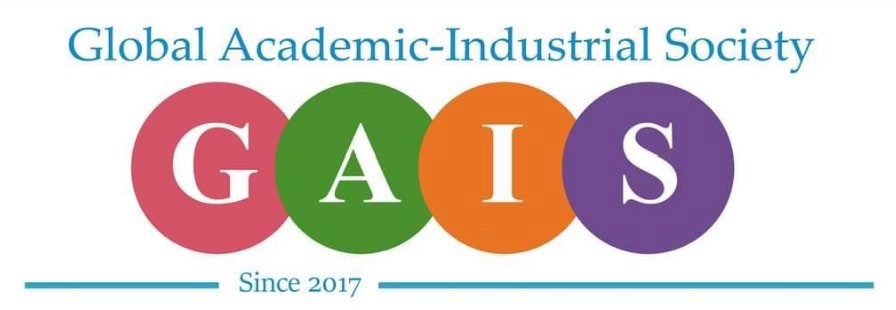 Global Academic-Industrial Society
G A I S
Since 2017